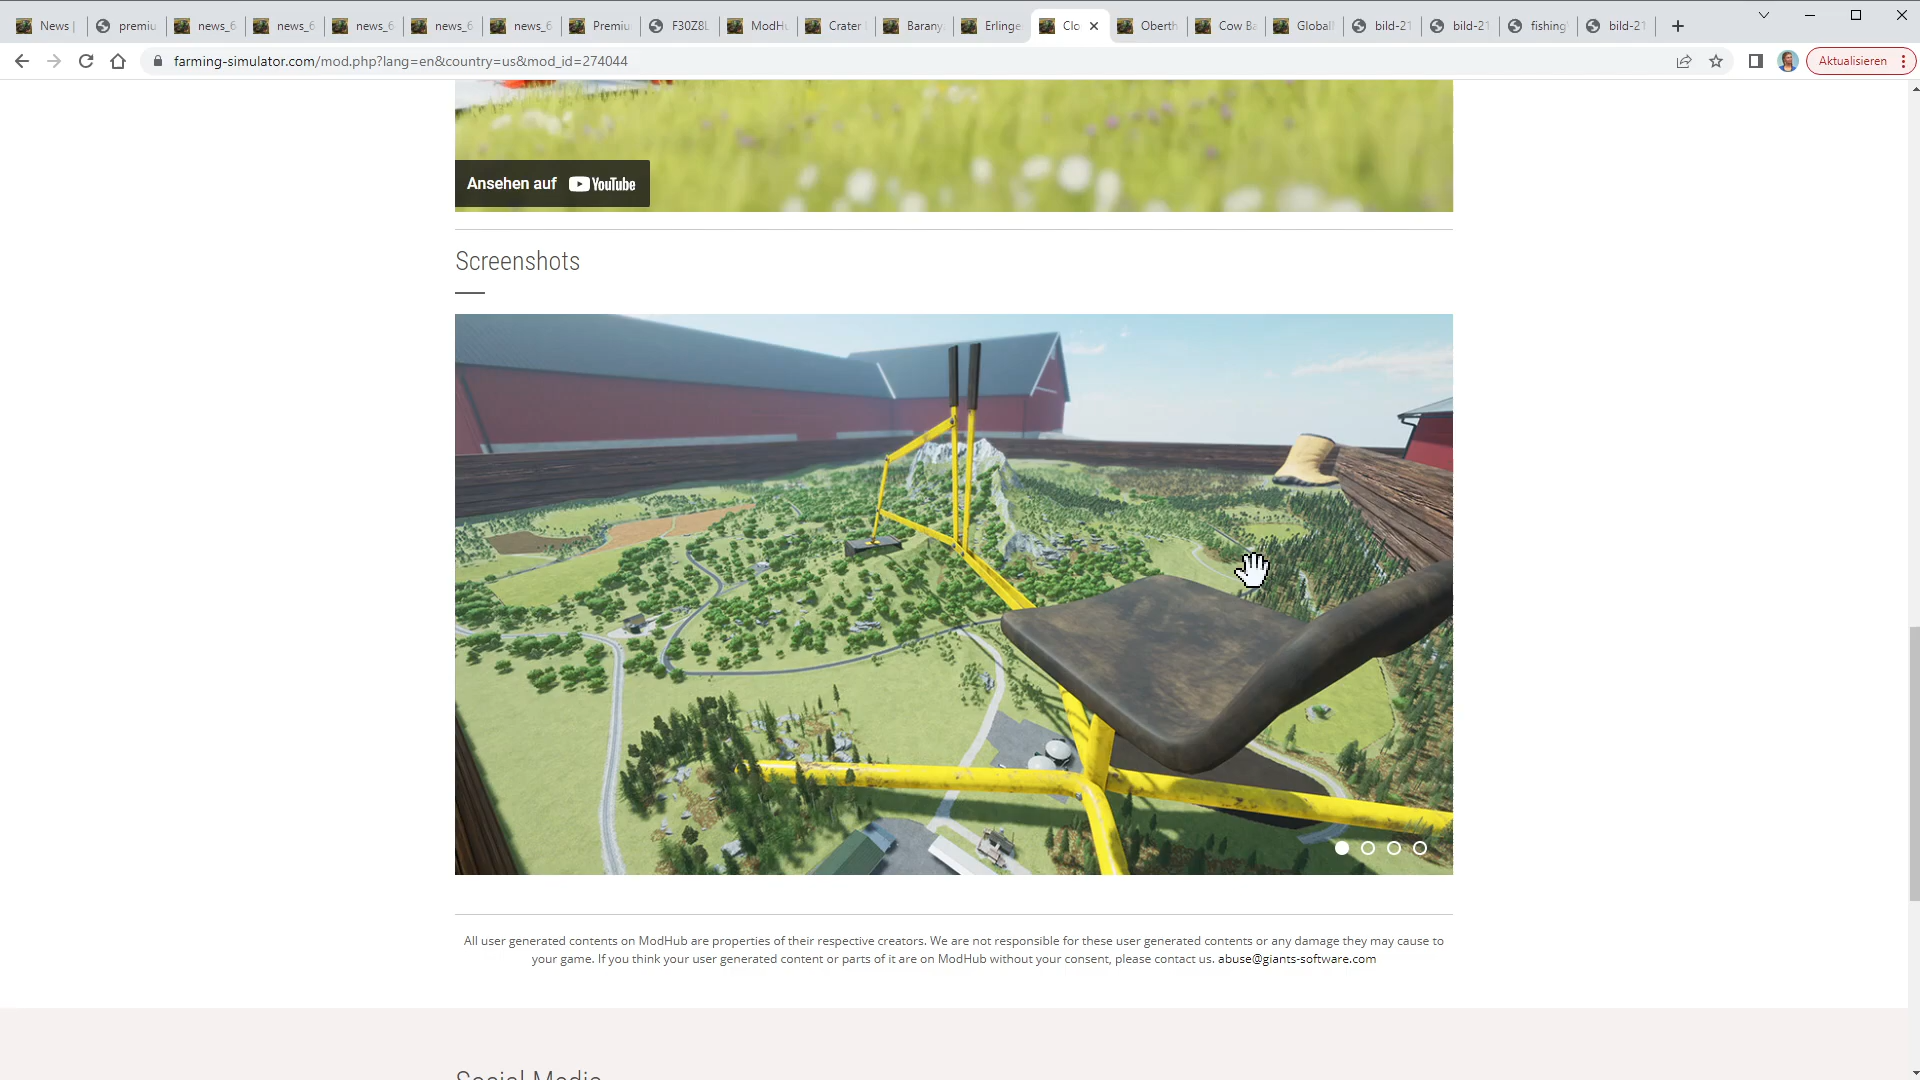 News |
premiu
news_6
news_6
news_6
news_6
news_6
Premiu
F30Z8L
ModHu
Crater
Barany
Erlinge
Clo
Oberth
Cow Ba
Global
bild-21
bild-21
fishing
bild-21
farming-simulator.com/mod.php?lang=en&country=us&mod_id=274044
Aktualisieren
Ansehen auf YouTube
Screenshots
All user generated contents on ModHub are properties of their respective creators. We are not responsible for these user generated contents or any damage they may cause to
your game. If you think your user generated content or parts of it are on ModHub without your consent, please contact us. abuse@giants-software.com
Social Media